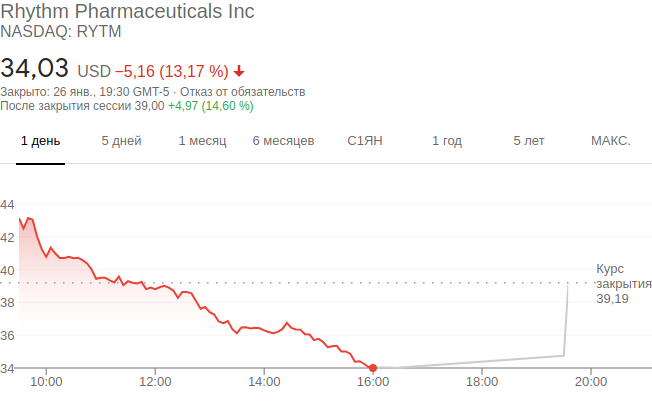 Rhythm Pharmaceuticals Inc
NASDAQ: RYTM
34,03 USD −5,16 (13,17 %)
Закрыто: 26 янв., 19:30 GMT-5 · Отказ от обязательств
После закрытия сессии 39,00 +4,97 (14,60 %)
1 день 5 дней 1 месяц 6 месяцев С1ЯН 1 год 5 лет МАКС.
44
42
40
38
36
34
Курс
закрытия
39,19
10:00 12:00 14:00 16:00 18:00 20:00